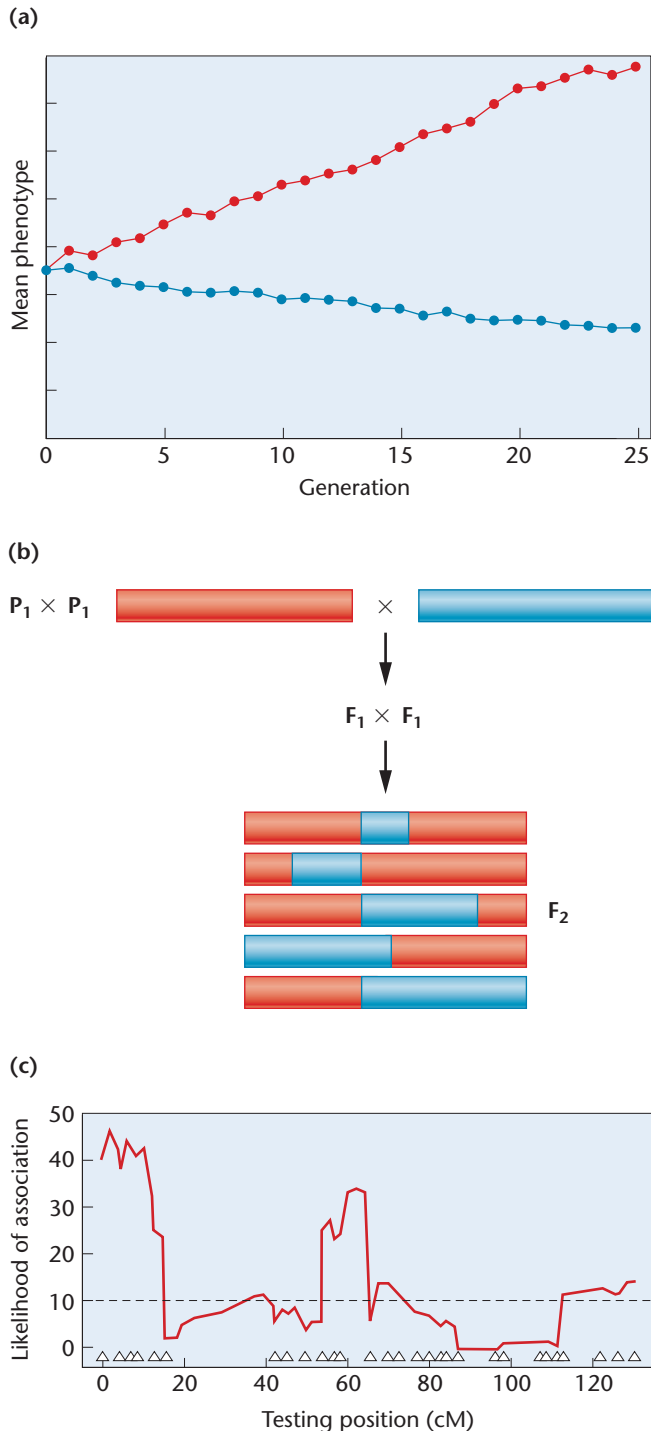 (a)
Mean phenotype
0 5 10 15 20 25
Generation
(b)
P₁ × P₁ ×
F₁ × F₁
F₂
(c)
Likelihood of association
50
40
30
20
10
0
0 20 40 60 80 100 120
Testing position (cM)